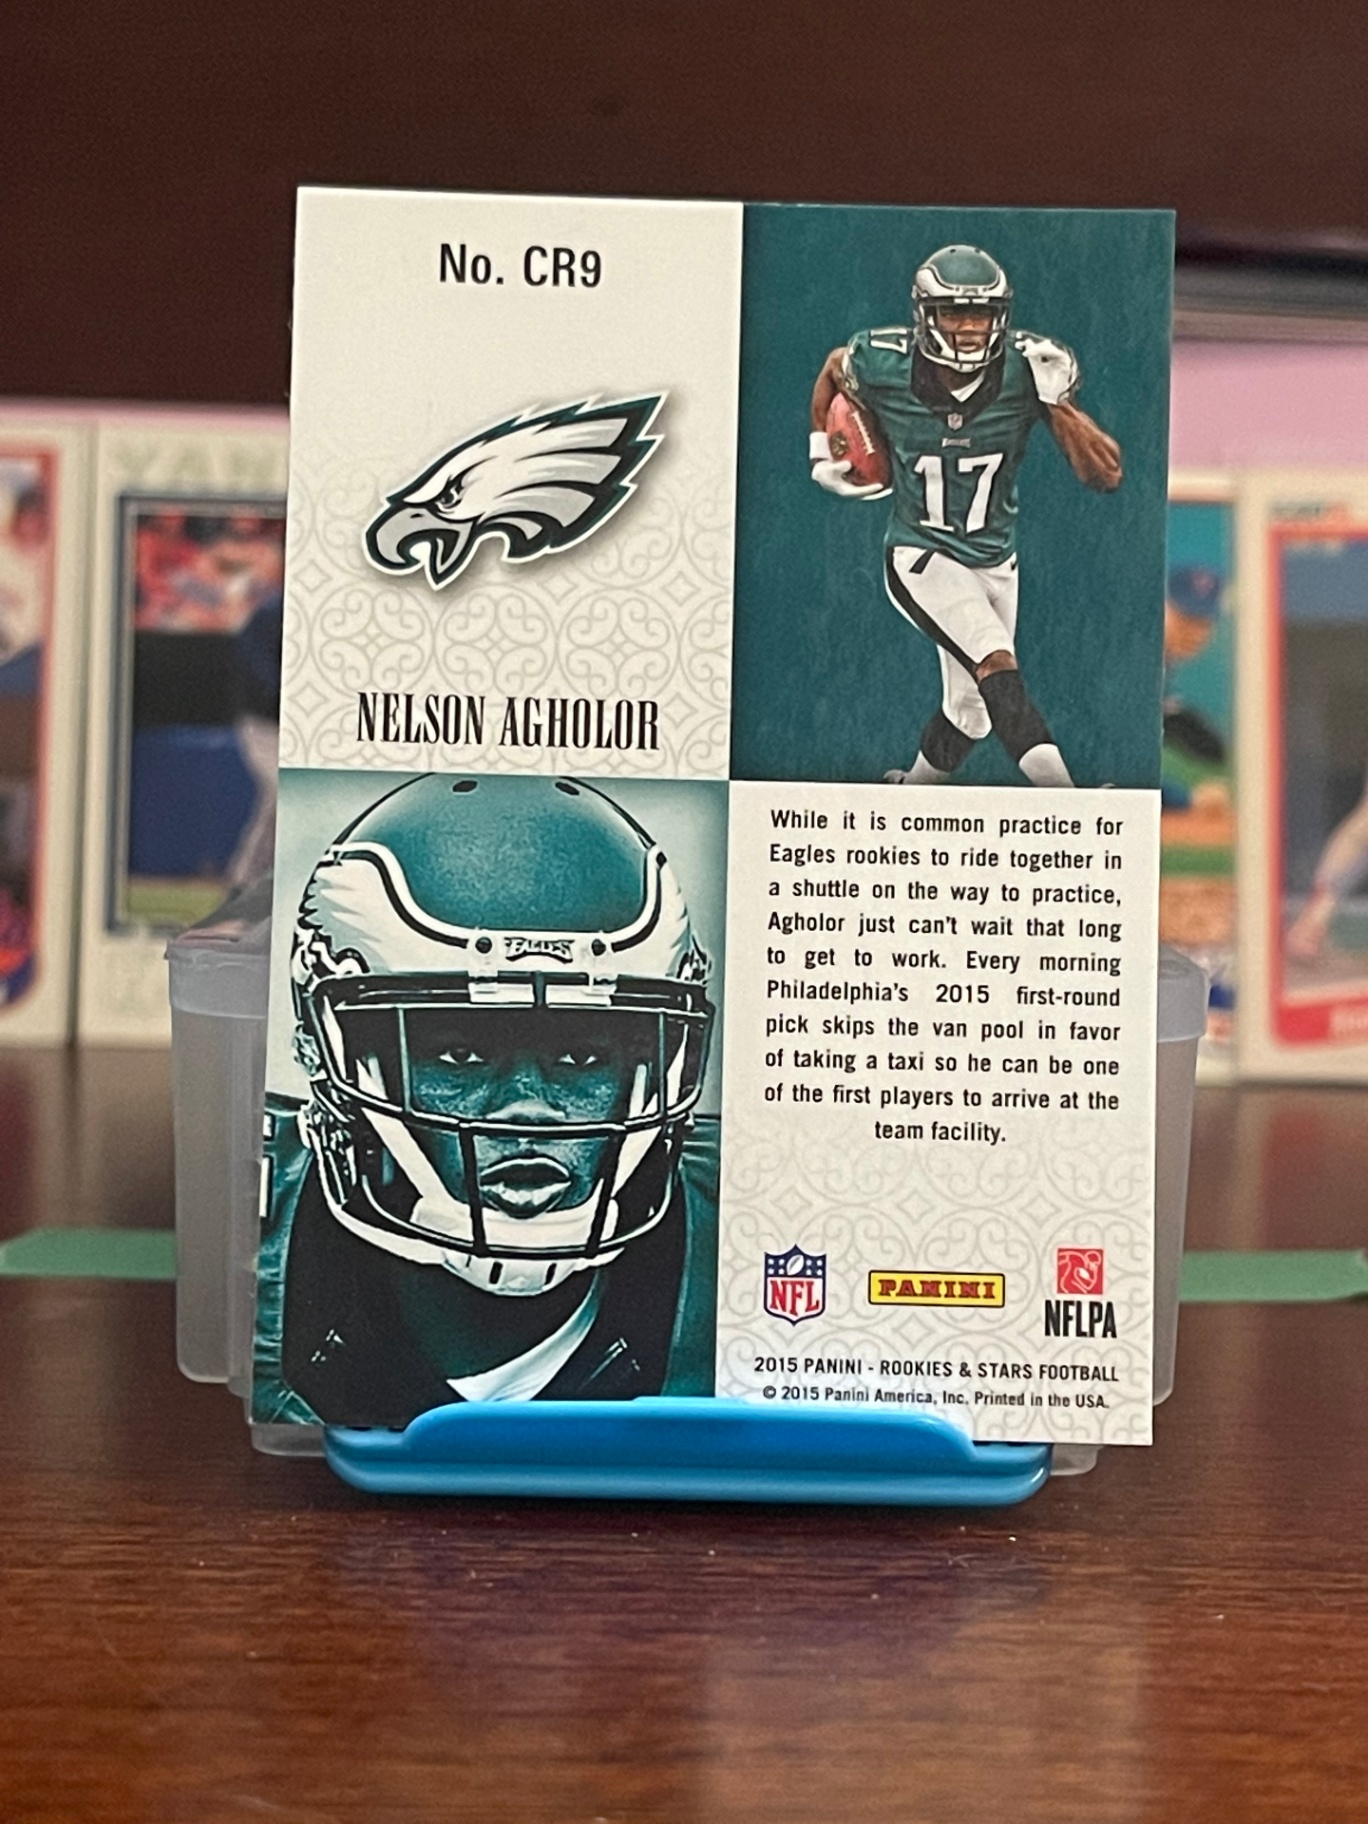 No. CR9
17
17
NELSON AGHOLOR
EAGLES
While it is common practice for
Eagles rookies to ride together in
a shuttle on the way to practice,
Agholor just can't wait that long
to get to work. Every morning
Philadelphia's 2015 first-round
pick skips the van pool in favor
of taking a taxi so he can be one
of the first players to arrive at the
team facility.
NFL
PANINI
NFLPA
2015 PANINI - ROOKIES & STARS FOOTBALL
© 2015 Panini America, Inc. Printed in the USA.